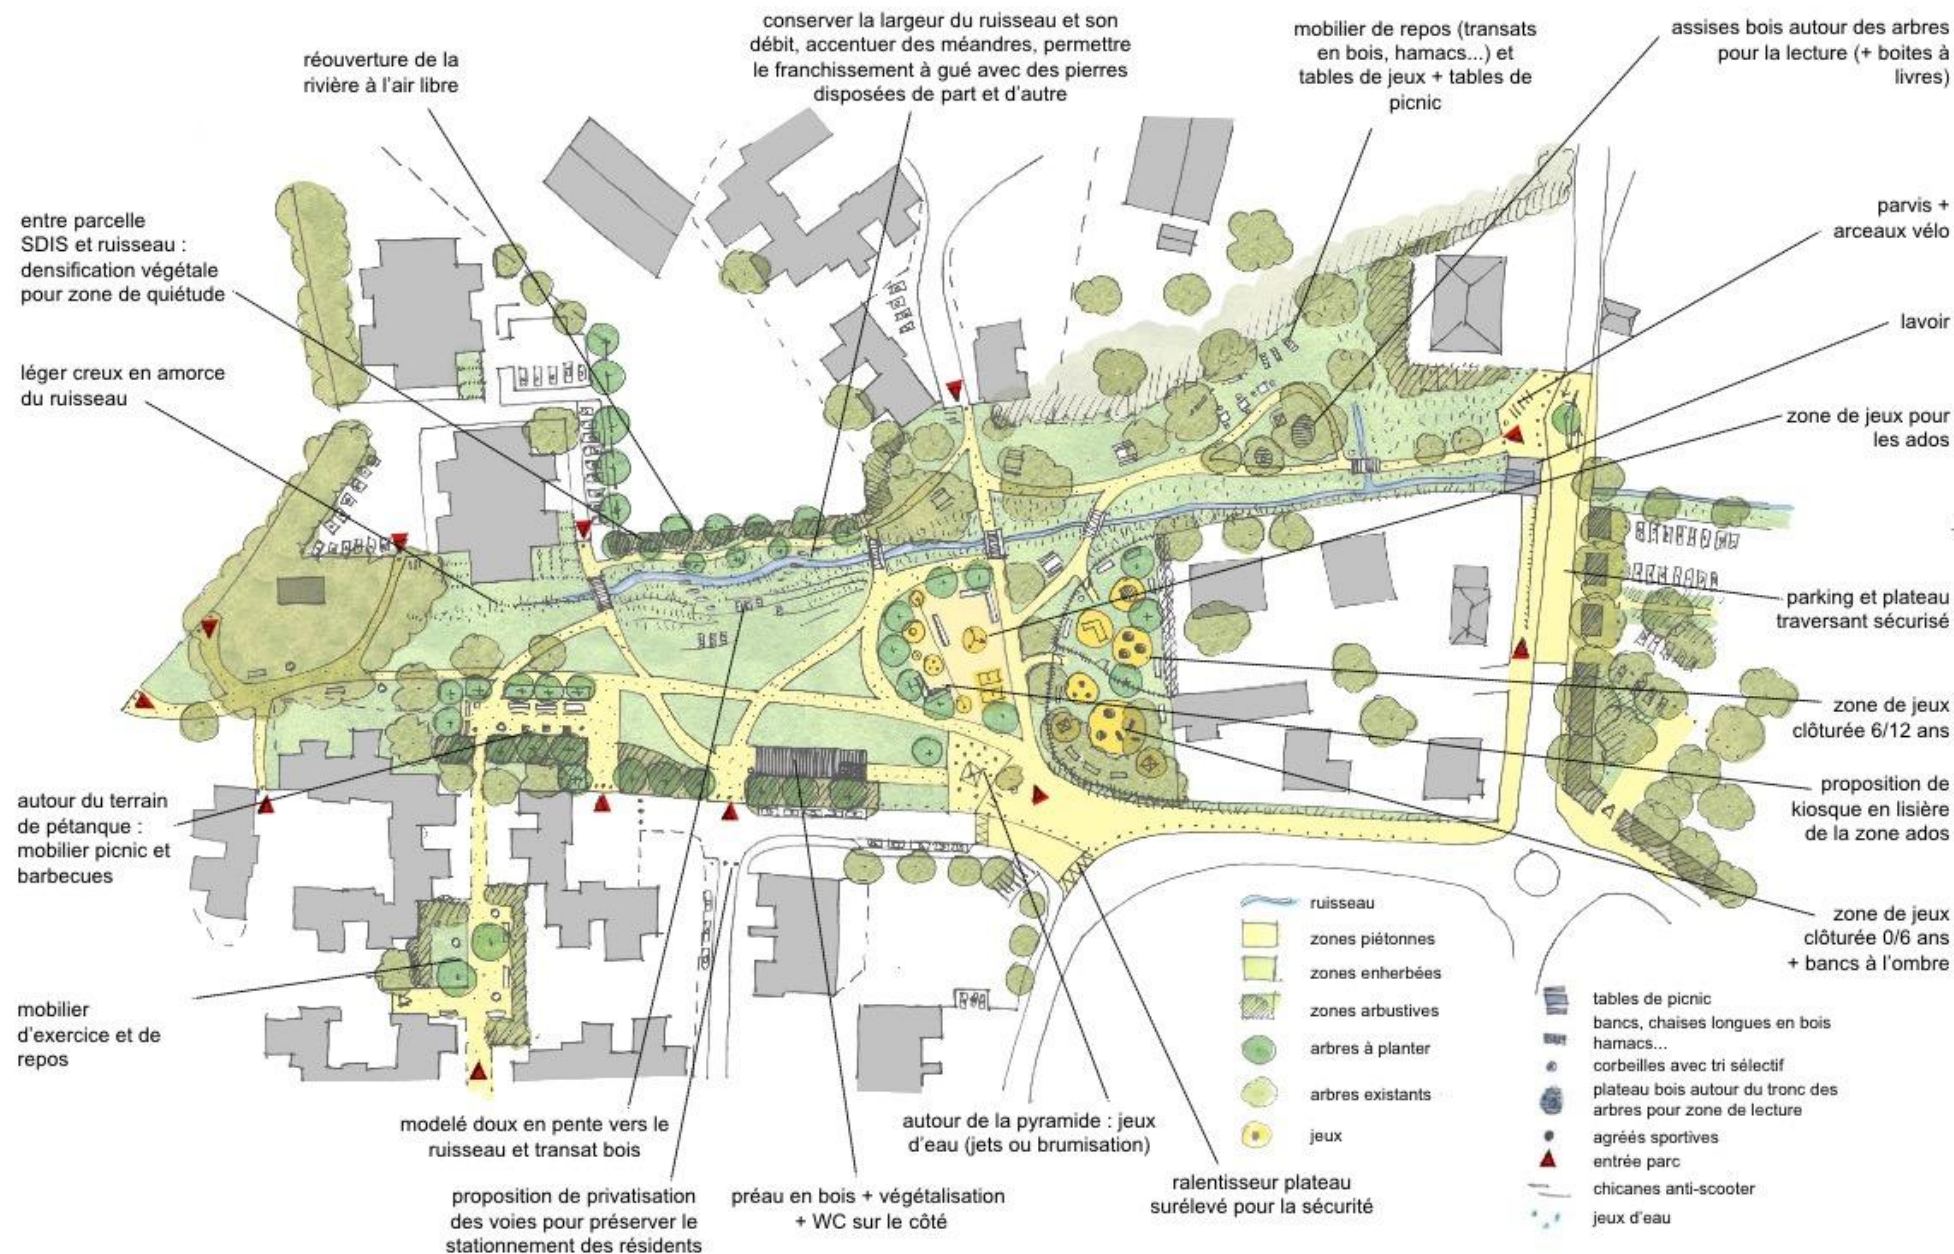 réouverture de la
rivière à l'air libre
conserver la largeur du ruisseau et son
débit, accentuer des méandres, permettre
le franchissement à gué avec des pierres
disposées de part et d'autre
mobilier de repos (transats
en bois, hamacs...) et
tables de jeux + tables de
picnic
assises bois autour des arbres
pour la lecture (+ boites à
livres)
entre parcelle
SDIS et ruisseau :
densification végétale
pour zone de quiétude
léger creux en amorce
du ruisseau
parvis +
arceaux vélo
lavoir
zone de jeux pour
les ados
parking et plateau
traversant sécurisé
zone de jeux
clôturée 6/12 ans
proposition de
kiosque en lisière
de la zone ados
zone de jeux
clôturée 0/6 ans
+ bancs à l'ombre
autour du terrain
de pétanque :
mobilier picnic et
barbecues
mobilier
d'exercice et de
repos
modelé doux en pente vers le
ruisseau et transat bois
proposition de privatisation
des voies pour préserver le
stationnement des résidents
préau en bois + végétalisation
+ WC sur le côté
autour de la pyramide : jeux
d'eau (jets ou brumisation)
ralentisseur plateau
surélevé pour la sécurité
ruisseau
zones piétonnes
zones enherbées
zones arbustives
arbres à planter
arbres existants
jeux
tables de picnic
bancs, chaises longues en bois
hamacs...
corbeilles avec tri sélectif
plateau bois autour du tronc des
arbres pour zone de lecture
agréés sportives
entrée parc
chicanes anti-scooter
jeux d'eau